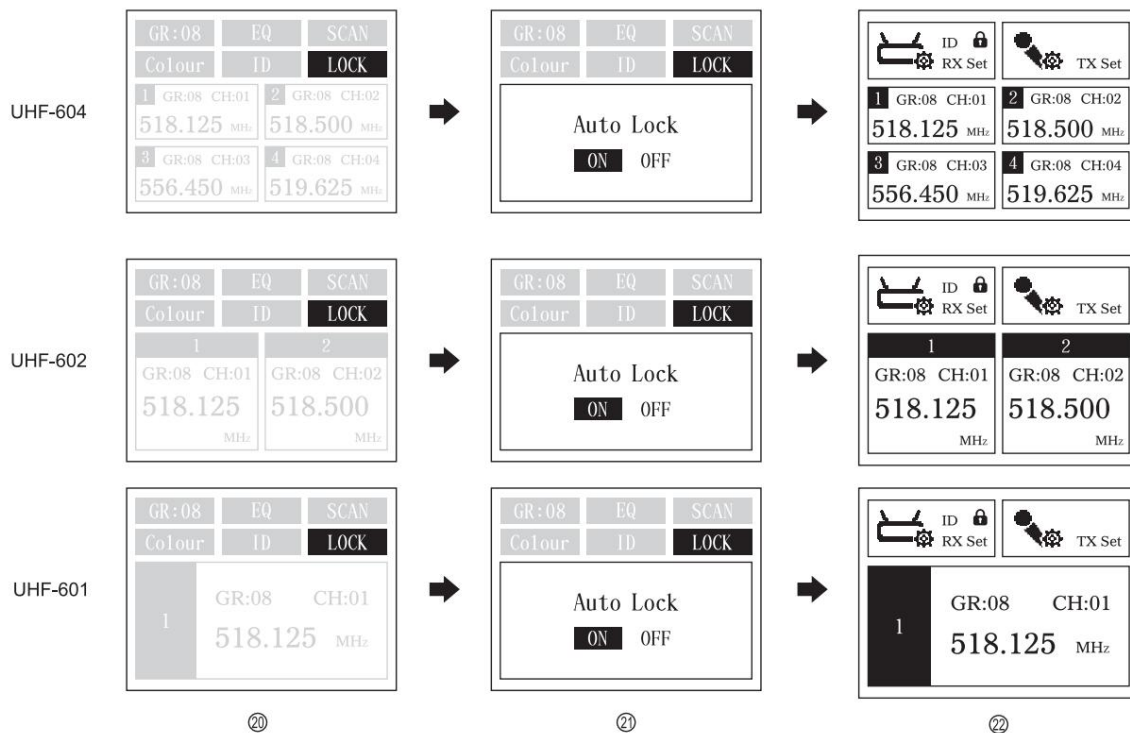 UHF-604
GR:08 EQ SCAN
Colour ID LOCK
1 GR:08 CH:01 2 GR:08 CH:02
518.125 MHz 518.500 MHz
3 GR:08 CH:03 4 GR:08 CH:04
556.450 MHz 519.625 MHz
GR:08 EQ SCAN
Colour ID LOCK
Auto Lock
ON OFF
ID
RX Set TX Set
1 GR:08 CH:01 2 GR:08 CH:02
518.125 MHz 518.500 MHz
3 GR:08 CH:03 4 GR:08 CH:04
556.450 MHz 519.625 MHz
UHF-602
GR:08 EQ SCAN
Colour ID LOCK
1 2
GR:08 CH:01 GR:08 CH:02
518.125 518.500
MHz MHz
GR:08 EQ SCAN
Colour ID LOCK
Auto Lock
ON OFF
ID
RX Set TX Set
1 2
GR:08 CH:01 GR:08 CH:02
518.125 518.500
MHz MHz
UHF-601
GR:08 EQ SCAN
Colour ID LOCK
1 GR:08 CH:01
518.125 MHz
GR:08 EQ SCAN
Colour ID LOCK
Auto Lock
ON OFF
ID
RX Set TX Set
1 GR:08 CH:01
518.125 MHz
⑳ ㉑ ㉒